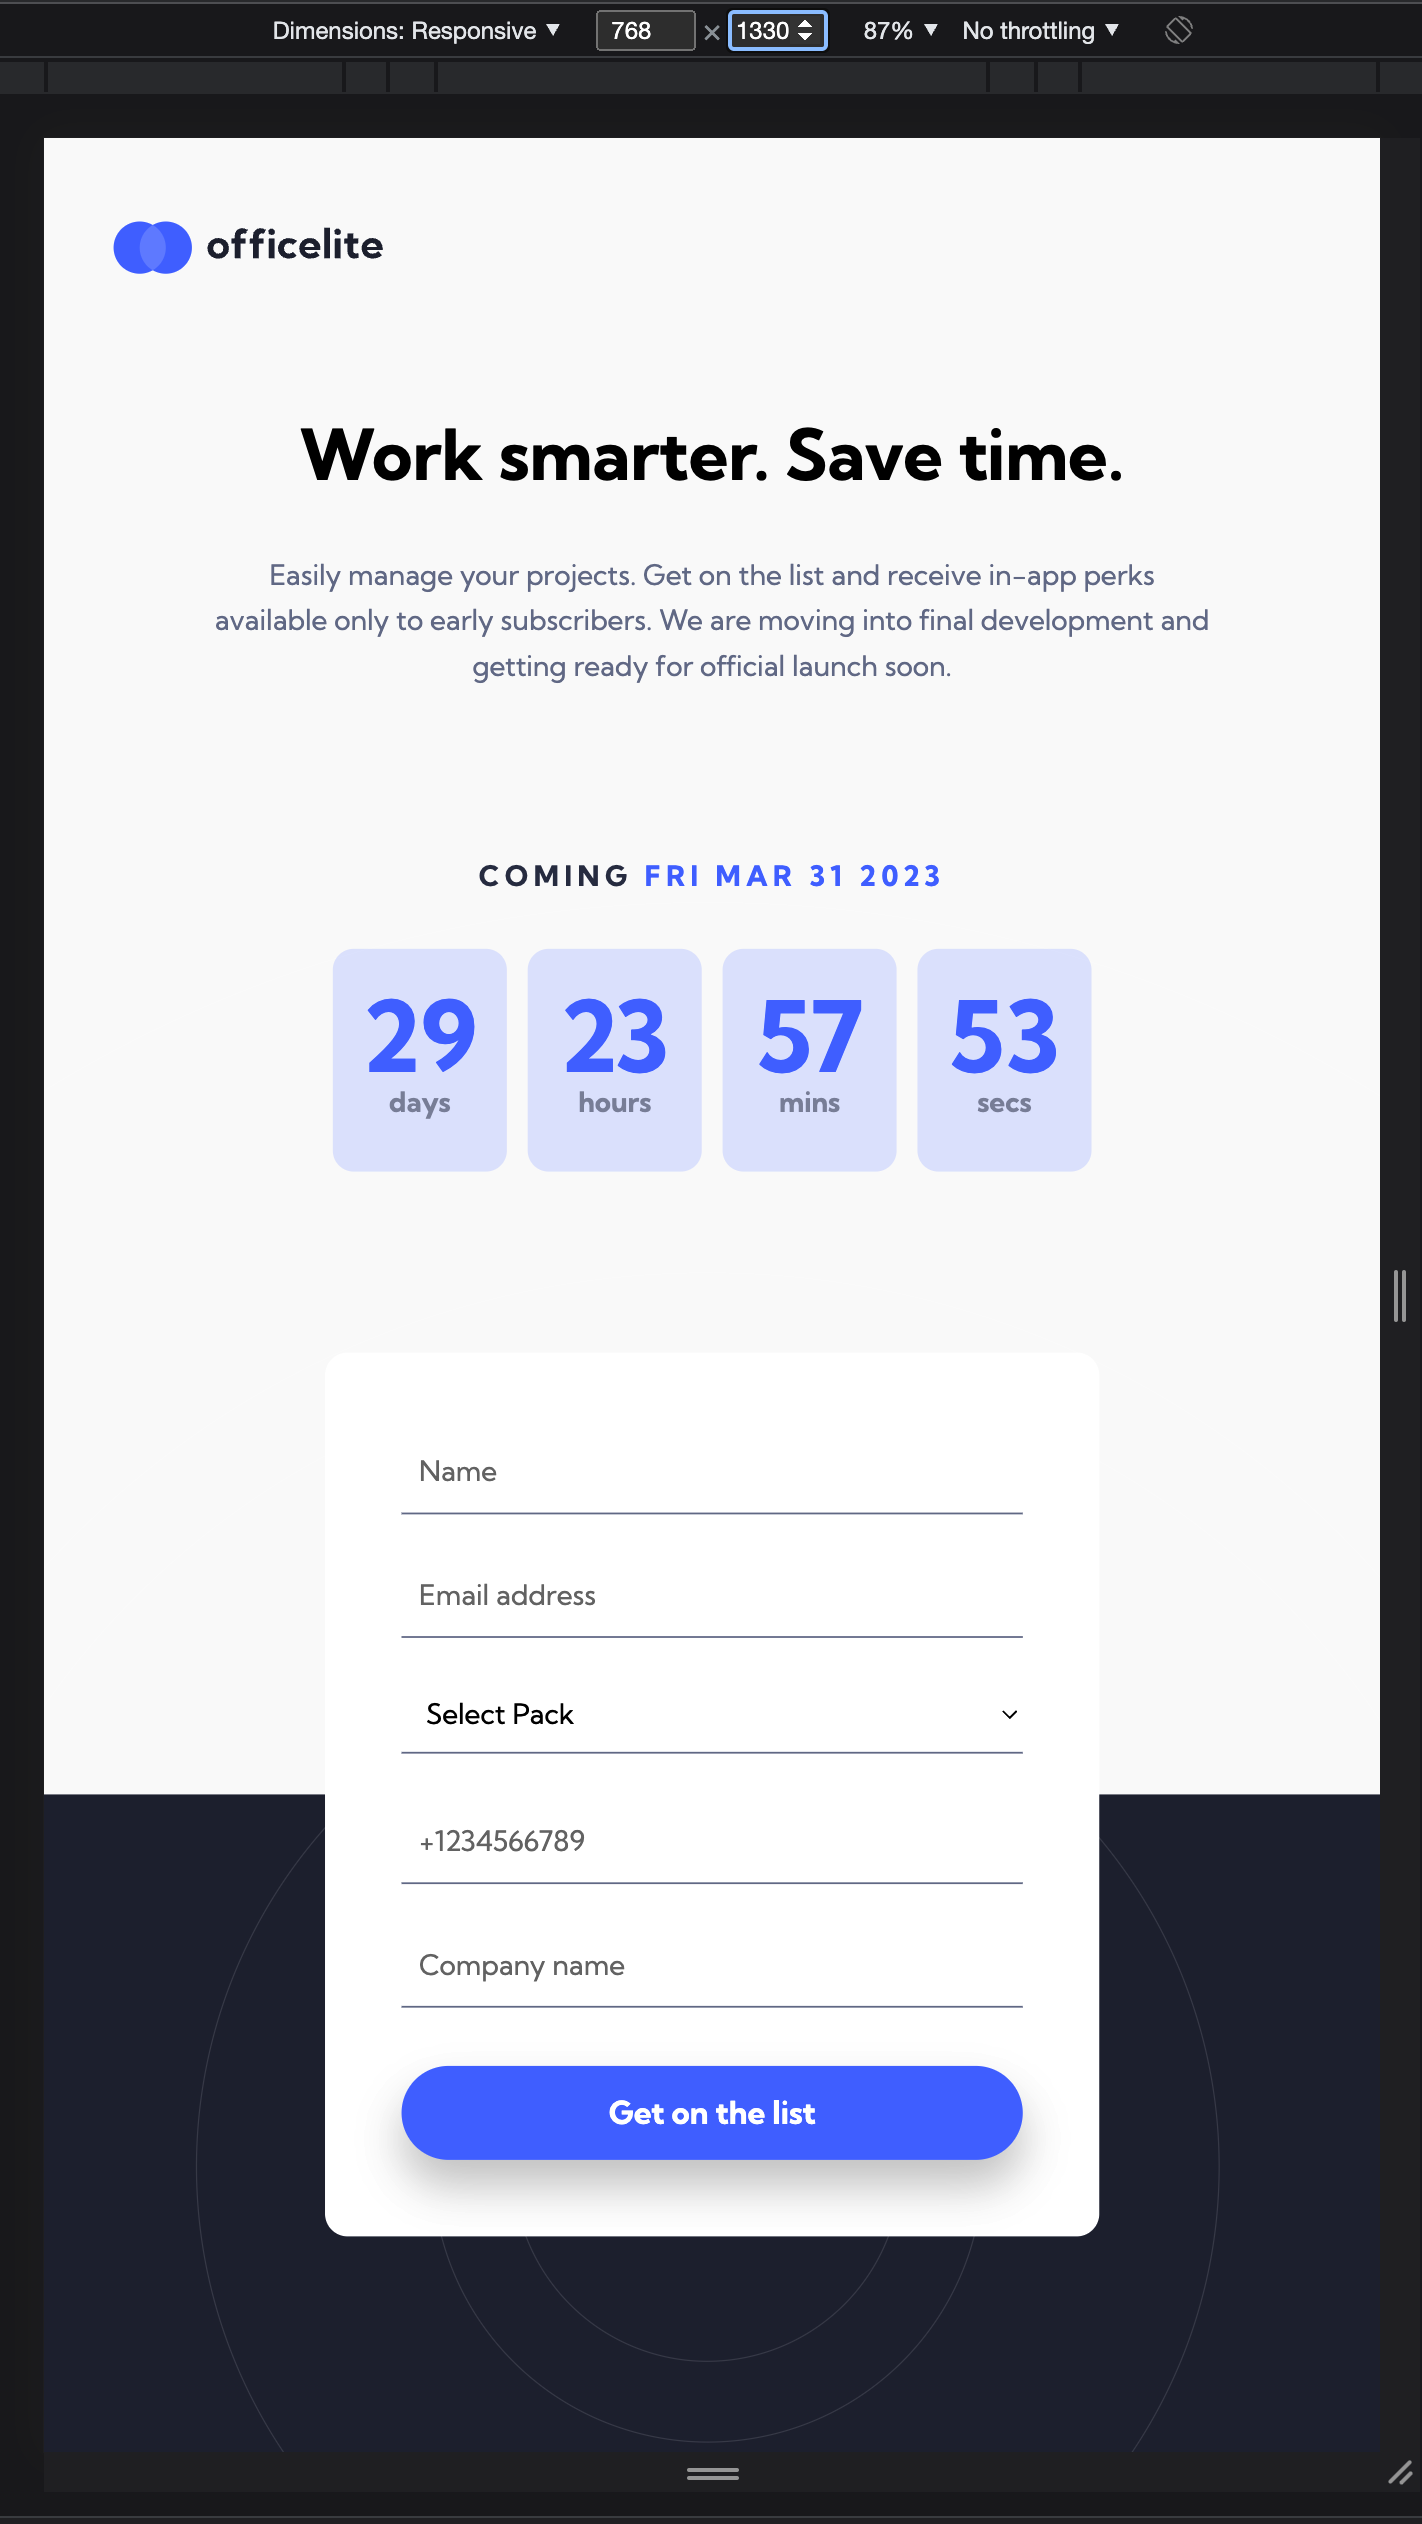 Dimensions: Responsive ▼ 768 × 1330 87% ▼ No throttling ▼
officelite
Work smarter. Save time.
Easily manage your projects. Get on the list and receive in-app perks
available only to early subscribers. We are moving into final development and
getting ready for official launch soon.
COMING FRI MAR 31 2023
29 23 57 53
days hours mins secs
Name
Email address
Select Pack
+1234566789
Company name
Get on the list